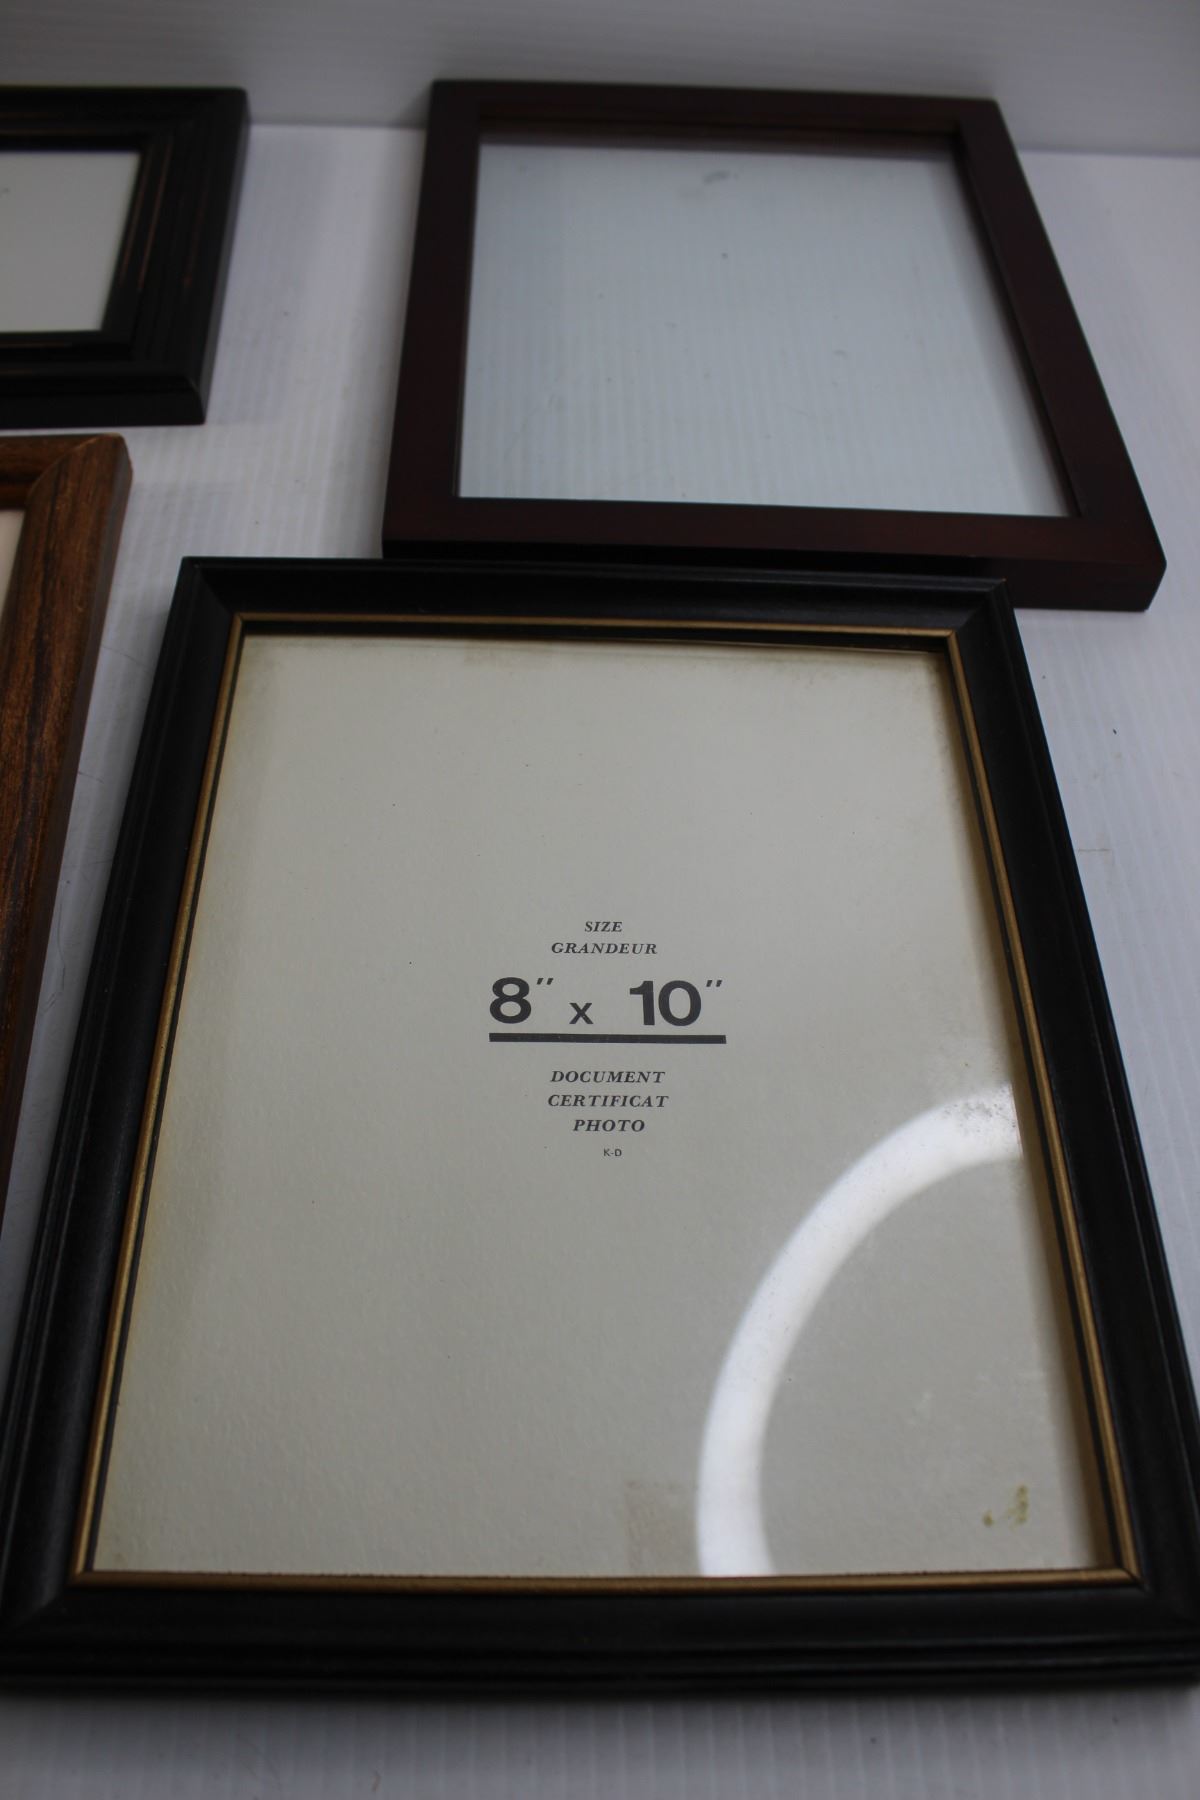 SIZE
GRANDEUR
8" x 10"
DOCUMENT
CERTIFICAT
PHOTO
K-D